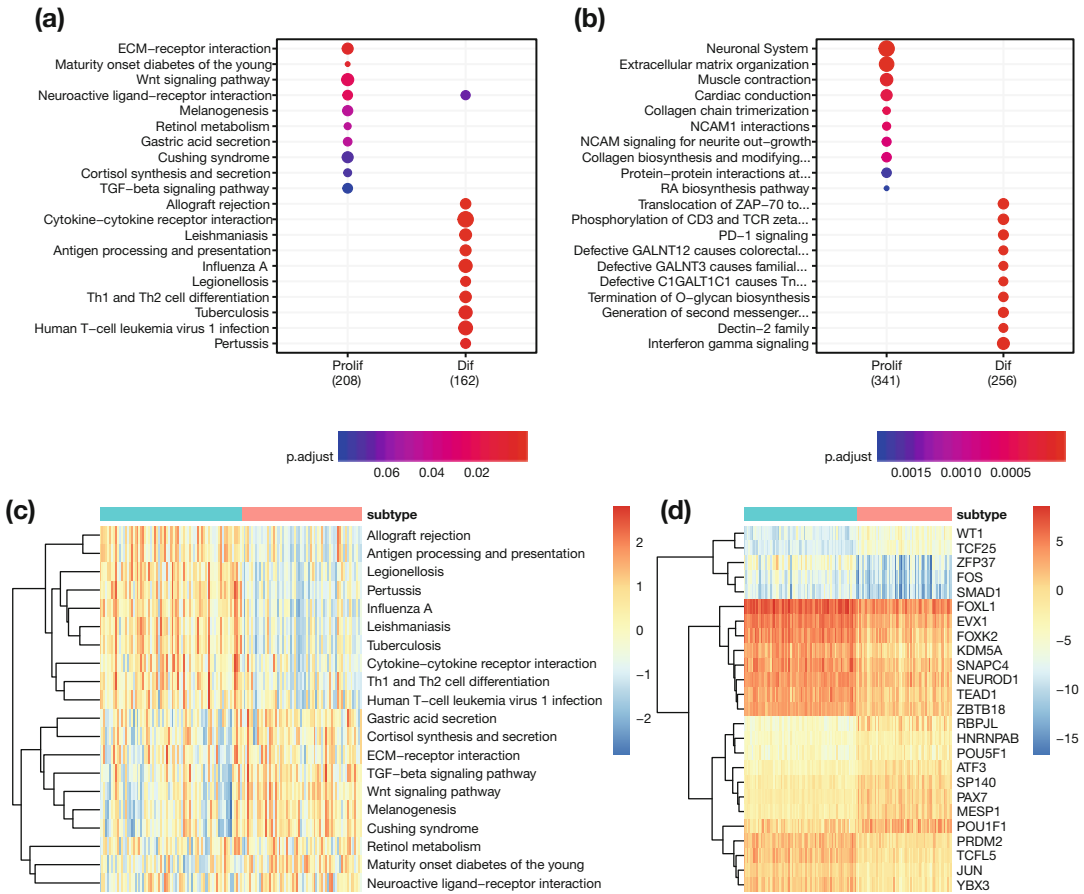 (a)
ECM−receptor interaction
Maturity onset diabetes of the young
Wnt signaling pathway
Neuroactive ligand−receptor interaction
Melanogenesis
Retinol metabolism
Gastric acid secretion
Cushing syndrome
Cortisol synthesis and secretion
TGF−beta signaling pathway
Allograft rejection
Cytokine−cytokine receptor interaction
Leishmaniasis
Antigen processing and presentation
Influenza A
Legionellosis
Th1 and Th2 cell differentiation
Tuberculosis
Human T−cell leukemia virus 1 infection
Pertussis
Prolif
(208)
Dif
(162)
p.adjust
0.06 0.04 0.02
(b)
Neuronal System
Extracellular matrix organization
Muscle contraction
Cardiac conduction
Collagen chain trimerization
NCAM1 interactions
NCAM signaling for neurite out−growth
Collagen biosynthesis and modifying...
Protein−protein interactions at...
RA biosynthesis pathway
Translocation of ZAP−70 to...
Phosphorylation of CD3 and TCR zeta...
PD−1 signaling
Defective GALNT12 causes colorectal...
Defective GALNT3 causes familial...
Defective C1GALT1C1 causes Tn...
Termination of O−glycan biosynthesis
Generation of second messenger...
Dectin−2 family
Interferon gamma signaling
Prolif
(341)
Dif
(256)
p.adjust
0.0015 0.0010 0.0005
(c)
subtype
Allograft rejection
Antigen processing and presentation
Legionellosis
Pertussis
Influenza A
Leishmaniasis
Tuberculosis
Cytokine−cytokine receptor interaction
Th1 and Th2 cell differentiation
Human T−cell leukemia virus 1 infection
Gastric acid secretion
Cortisol synthesis and secretion
ECM−receptor interaction
TGF−beta signaling pathway
Wnt signaling pathway
Melanogenesis
Cushing syndrome
Retinol metabolism
Maturity onset diabetes of the young
Neuroactive ligand−receptor interaction
2
1
0
−1
−2
(d)
subtype
WT1
TCF25
ZFP37
FOS
SMAD1
FOXL1
EVX1
FOXK2
KDM5A
SNAPC4
NEUROD1
TEAD1
ZBTB18
RBPJL
HNRNPAB
POU5F1
ATF3
SP140
PAX7
MESP1
POU1F1
PRDM2
TCFL5
JUN
YBX3
5
0
−5
−10
−15